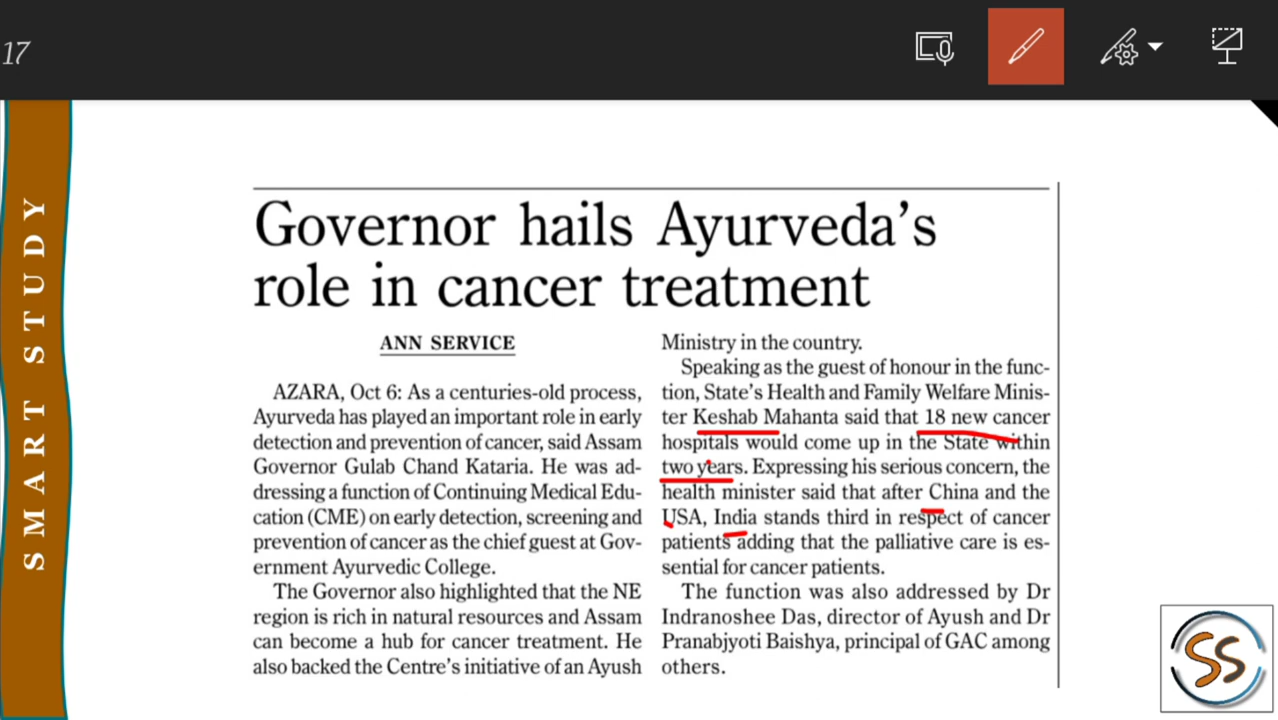 17
SMART STUDY
Governor hails Ayurveda's
role in cancer treatment
ANN SERVICE
AZARA, Oct 6: As a centuries-old process,
Ayurveda has played an important role in early
detection and prevention of cancer, said Assam
Governor Gulab Chand Kataria. He was ad-
dressing a function of Continuing Medical Edu-
cation (CME) on early detection, screening and
prevention of cancer as the chief guest at Gov-
ernment Ayurvedic College.
The Governor also highlighted that the NE
region is rich in natural resources and Assam
can become a hub for cancer treatment. He
also backed the Centre's initiative of an Ayush
Ministry in the country.
Speaking as the guest of honour in the func-
tion, State's Health and Family Welfare Minis-
ter Keshab Mahanta said that 18 new cancer
hospitals would come up in the State within
two years. Expressing his serious concern, the
health minister said that after China and the
USA, India stands third in respect of cancer
patients adding that the palliative care is es-
sential for cancer patients.
The function was also addressed by Dr
Indranoshee Das, director of Ayush and Dr
Pranabjyoti Baishya, principal of GAC among
others.
SS